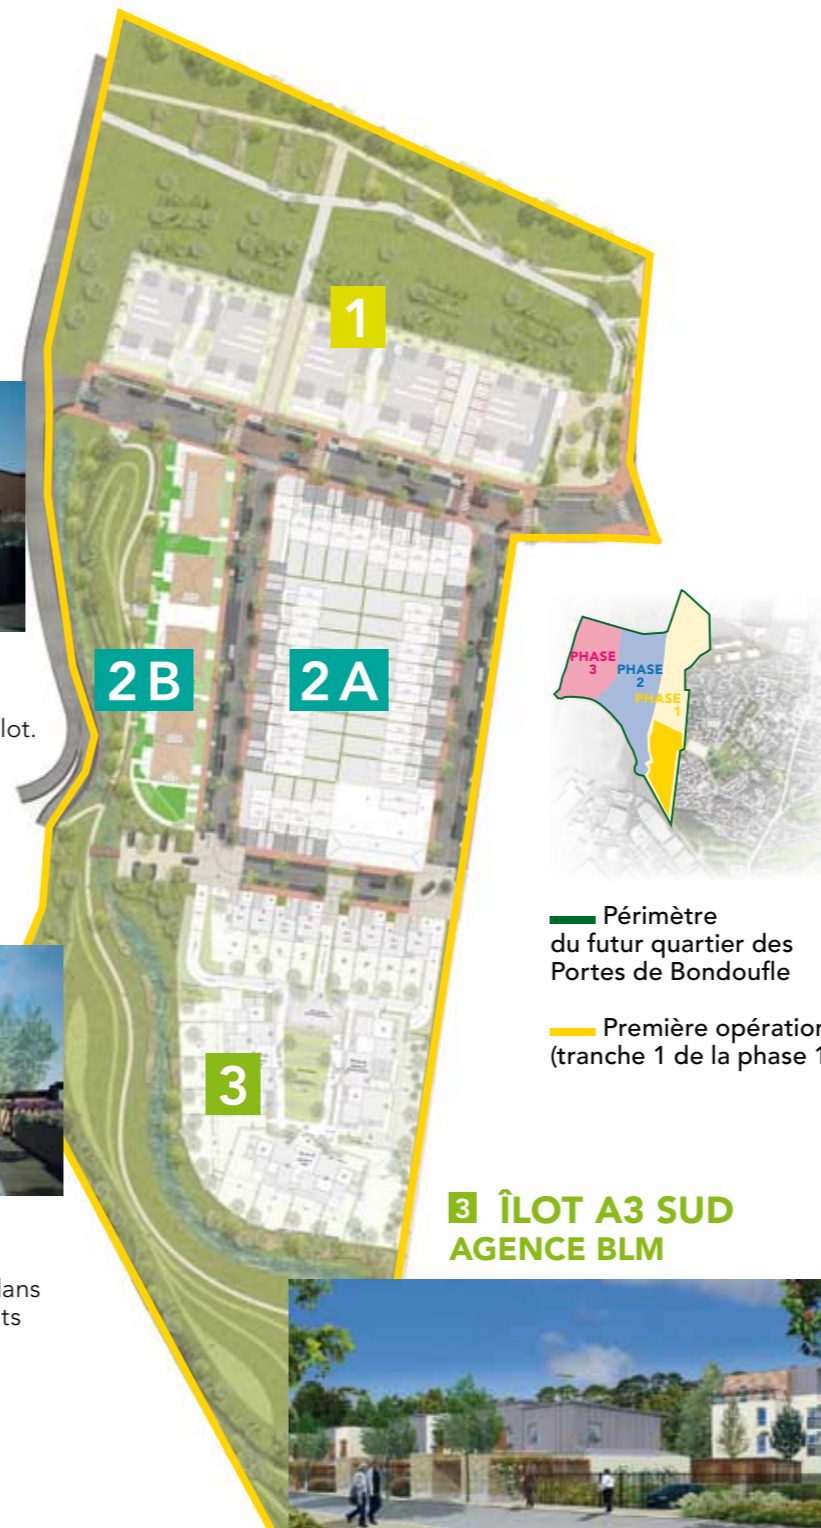 1
2 B
2 A
lot.
PHASE
3
PHASE
2
PHASE
1
Périmètre
du futur quartier des
Portes de Bondoufle
Première opération
(tranche 1 de la phase 1
3
3 ÎLOT A3 SUD
AGENCE BLM
dans
ts